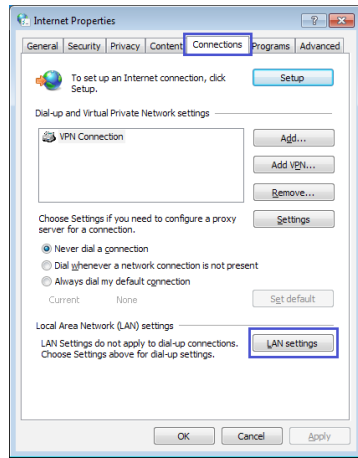 Internet Properties
General Security Privacy Content Connections Programs Advanced
To set up an Internet connection, click
Setup.
Setup
Dial-up and Virtual Private Network settings
VPN Connection
Add...
Add VPN...
Remove...
Choose Settings if you need to configure a proxy
server for a connection.
Settings
Never dial a connection
Dial whenever a network connection is not present
Always dial my default connection
Current None
Set default
Local Area Network (LAN) settings
LAN Settings do not apply to dial-up connections.
Choose Settings above for dial-up settings.
LAN settings
OK Cancel Apply